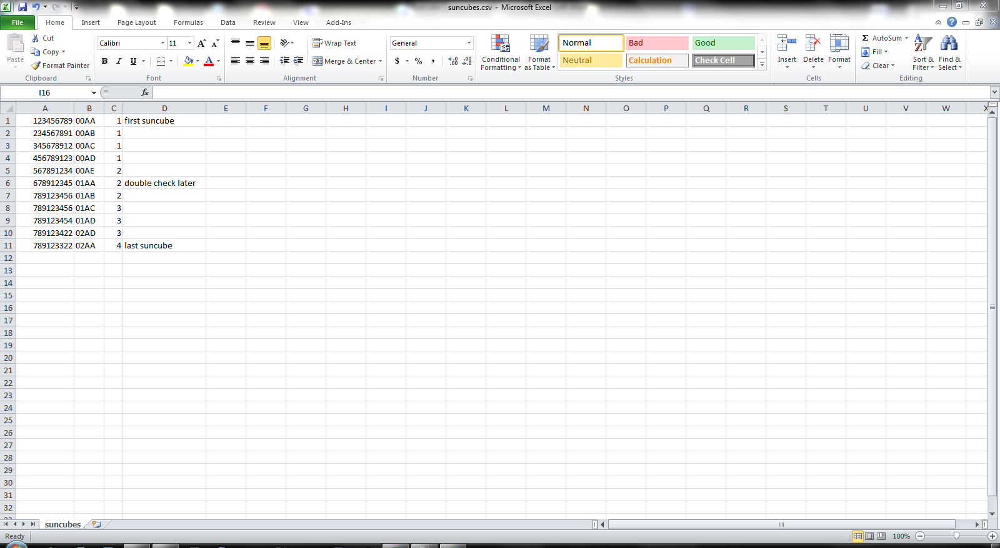 suncubes.csv - Microsoft Excel
File Home Insert Page Layout Formulas Data Review View Add-Ins
Paste
Cut
Copy
Format Painter
Clipboard
Calibri 11
B I U A
Font
Wrap Text
Merge & Center
Alignment
General
$ % ,
Number
Conditional Formatting
Format as Table
Normal Bad Good
Neutral Calculation Check Cell
Styles
Insert Delete Format
Cells
Σ AutoSum
Fill
Clear
Sort & Filter
Find & Select
Editing
I16 fx
A B C D E F G H I J K L M N O P Q R S T U V W X
1 123456789 00AA 1 first suncube
2 234567891 00AB 1
3 345678912 00AC 1
4 456789123 00AD 1
5 567891234 00AE 2
6 678912345 01AA 2 double check later
7 789123456 01AB 2
8 789123456 01AC 3
9 789123454 01AD 3
10 789123422 02AD 3
11 789123322 02AA 4 last suncube
12
13
14
15
16
17
18
19
20
21
22
23
24
25
26
27
28
29
30
31
32
suncubes
Ready 100%